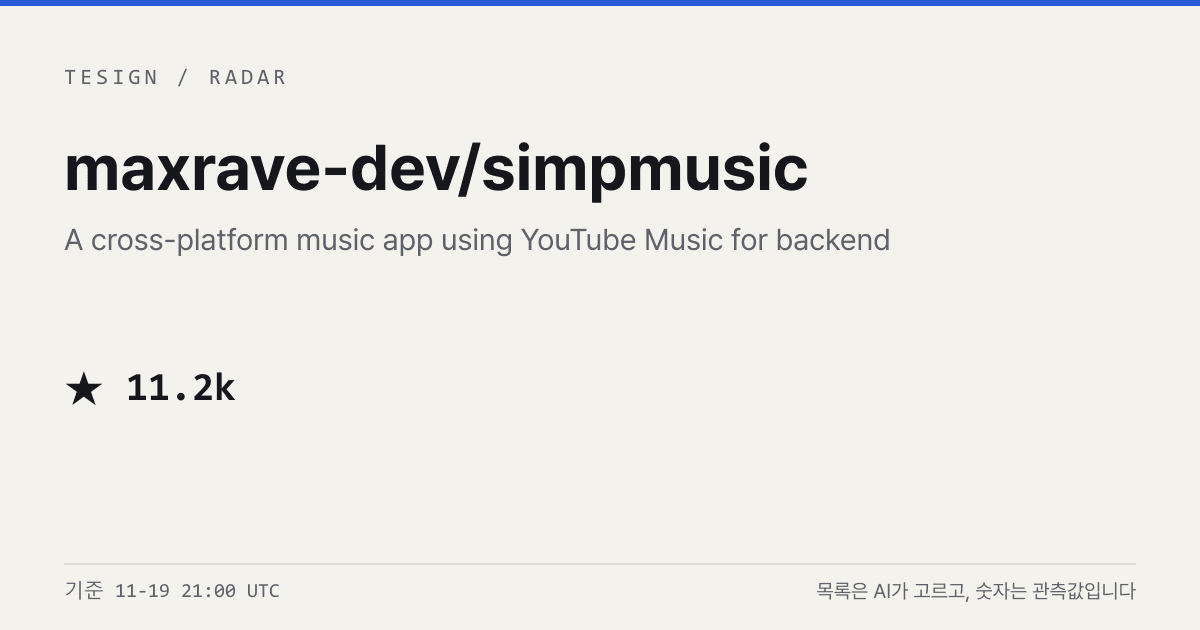 TESIGN / RADAR
maxrave-dev/simpmusic
A cross-platform music app using YouTube Music for backend
★ 11.2k
기준 11-19 21:00 UTC
목록은 AI가 고르고, 숫자는 관측값입니다